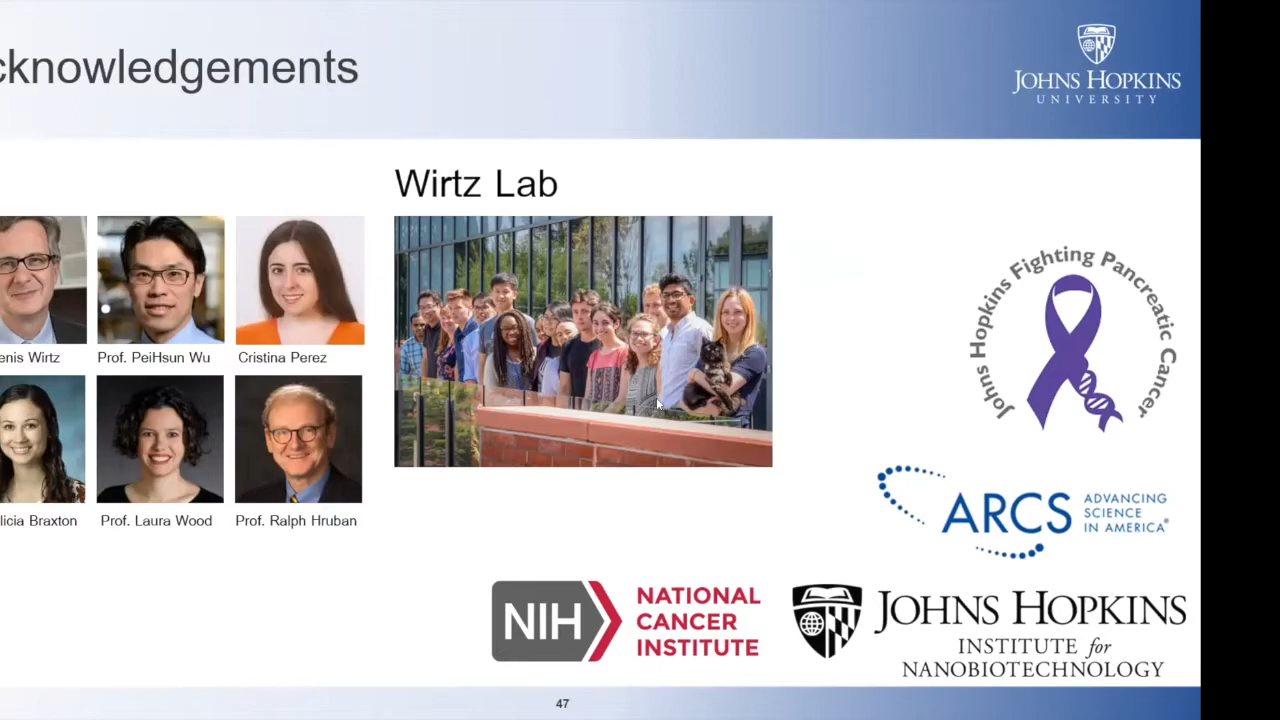 cknowledgements
JOHNS HOPKINS
UNIVERSITY
Wirtz Lab
enis Wirtz
Prof. PeiHsun Wu
Cristina Perez
licia Braxton
Prof. Laura Wood
Prof. Ralph Hruban
Johns Hopkins Fighting Pancreatic Cancer
ARCS
ADVANCING
SCIENCE
IN AMERICA®
NIH
NATIONAL
CANCER
INSTITUTE
JOHNS HOPKINS
INSTITUTE for
NANOBIOTECHNOLOGY
47